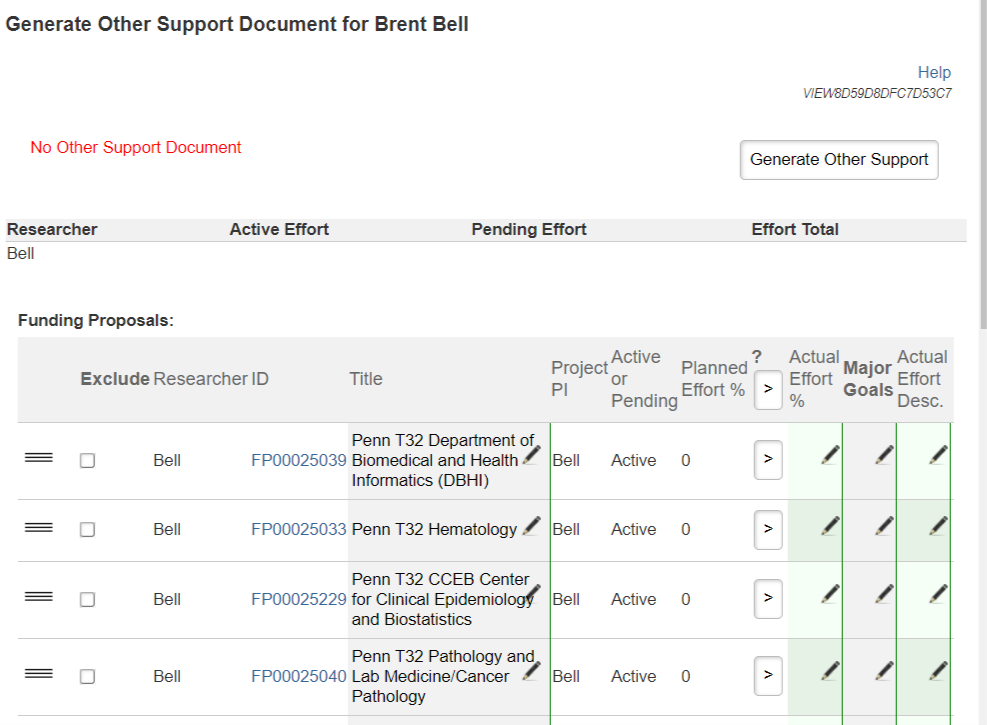 Generate Other Support Document for Brent Bell
Help
VIEW8D59D8DFC7D53C7
No Other Support Document
Generate Other Support
Researcher Active Effort Pending Effort Effort Total
Bell
Funding Proposals:
Exclude Researcher ID Title Project PI Active or Pending Planned Effort % ? > Actual Effort % Major Goals Actual Effort Desc.
Bell FP00025039 Penn T32 Department of Biomedical and Health Informatics (DBHI) Bell Active 0 >
Bell FP00025033 Penn T32 Hematology Bell Active 0 >
Bell FP00025229 Penn T32 CCEB Center for Clinical Epidemiology and Biostatistics Bell Active 0 >
Bell FP00025040 Penn T32 Pathology and Lab Medicine/Cancer Pathology Bell Active 0 >